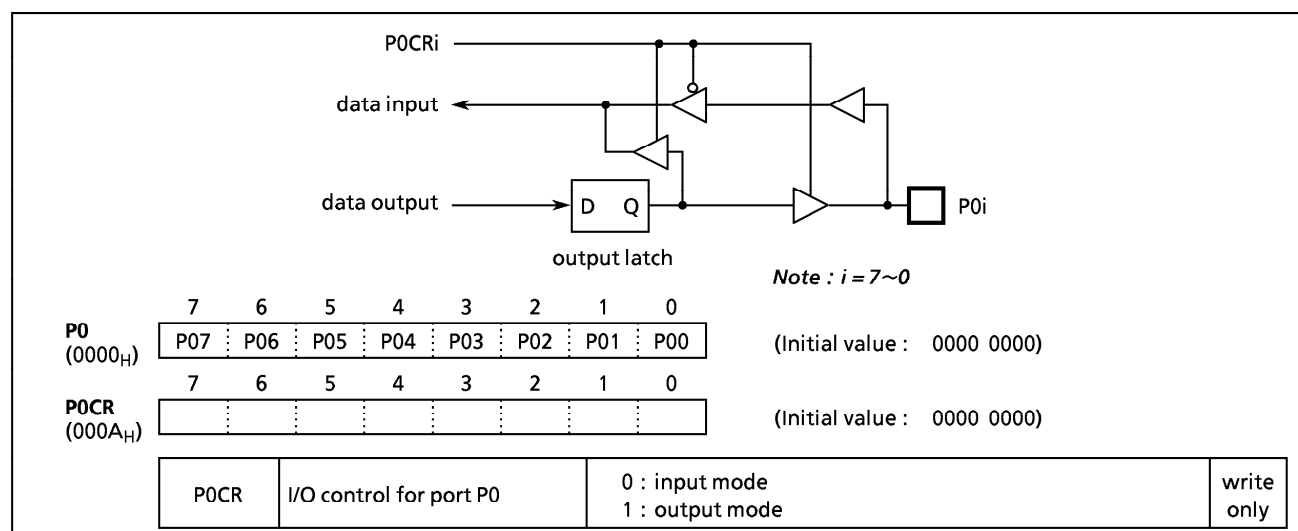 P0CRi
data input
data output
D Q
P0i
output latch
Note : i = 7~0
7 6 5 4 3 2 1 0
P0
(0000H)
P07 P06 P05 P04 P03 P02 P01 P00
(Initial value : 0000 0000)
7 6 5 4 3 2 1 0
P0CR
(000AH)
(Initial value : 0000 0000)
P0CR
I/O control for port P0
0 : input mode
1 : output mode
write
only